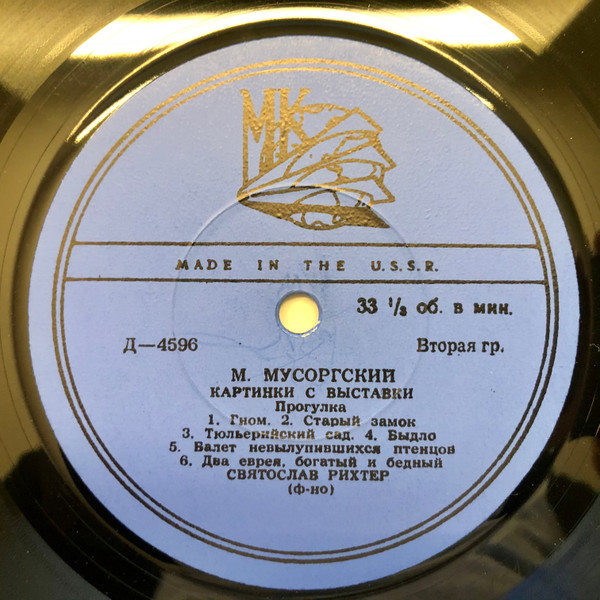 МК
MADE IN THE U.S.S.R.
33 1/3 об. в мин.
Д—4596 Вторая гр.
М. МУСОРГСКИЙ
КАРТИНКИ С ВЫСТАВКИ
Прогулка
1. Гном. 2. Старый замок
3. Тюльерийский сад. 4. Быдло
5. Балет невылупившихся птенцов
6. Два еврея, богатый и бедный
СВЯТОСЛАВ РИХТЕР
(ф-но)